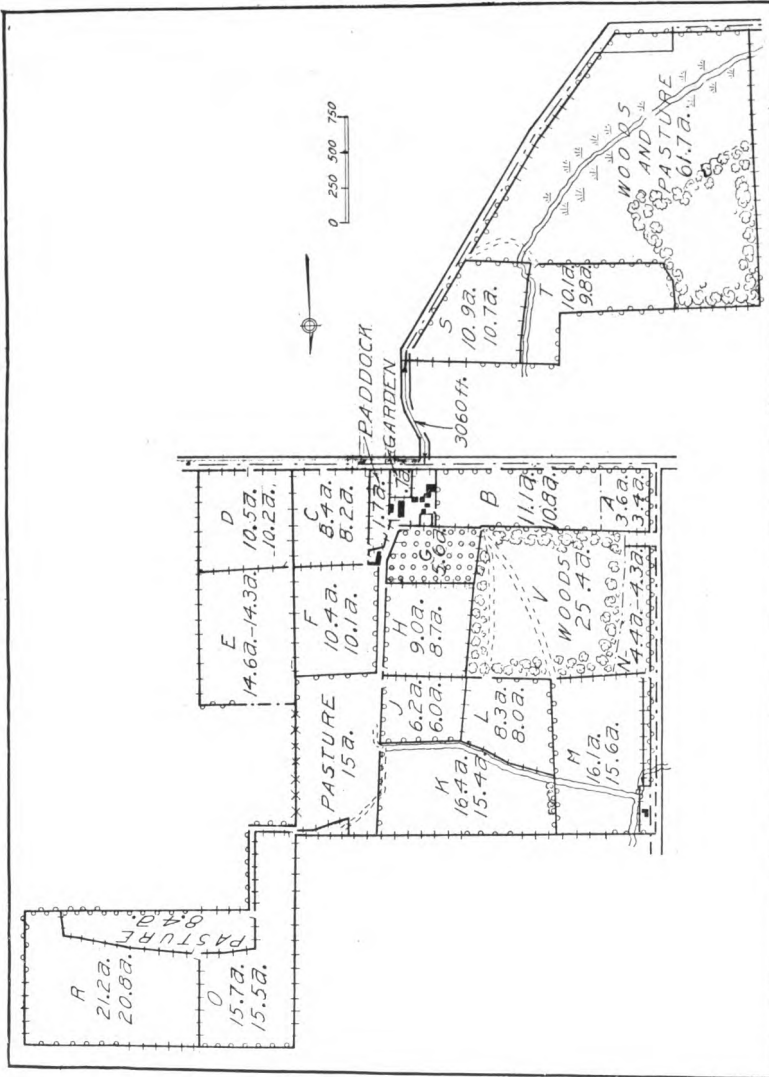 0 250 500 750
PADDOCK
GARDEN
3060 ft.
D
10.5a.
10.2a.
C
8.4a.
8.2a.
1.7a.
.1a.
B
11.1a.
10.8a.
A
3.6a.
3.4a.
E
14.6a.-14.3a.
F
10.4a.
10.1a.
G
5.6a.
H
9.0a.
8.7a.
V
WOODS
25.4a.
N 4.4a.-4.3a.
PASTURE
15a.
J
6.2a.
6.0a.
L
8.3a.
8.0a.
K
16.4a.
15.4a.
M
16.1a.
15.6a.
PASTURE
8.4a.
R
21.2a.
20.8a.
O
15.7a.
15.5a.
S
10.9a.
10.7a.
T
10.1a.
9.8a.
WOODS
AND
PASTURE
61.7a.